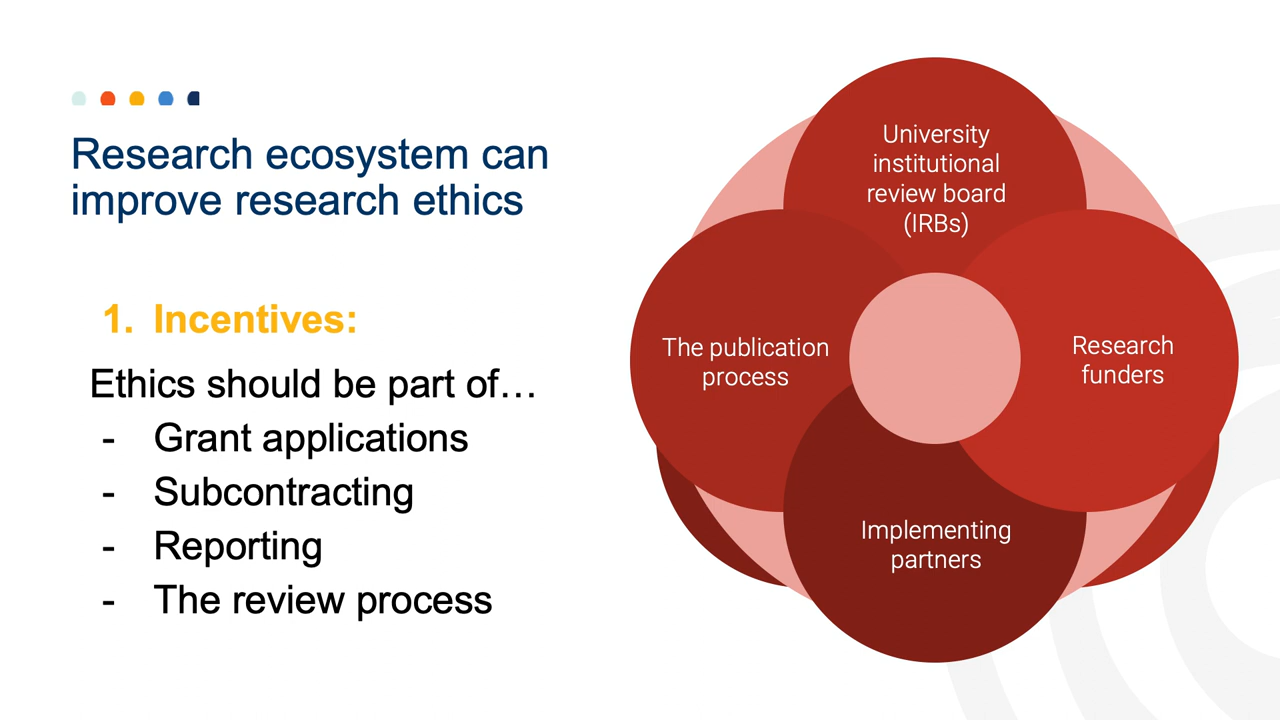 Research ecosystem can
improve research ethics
1. Incentives:
Ethics should be part of…
- Grant applications
- Subcontracting
- Reporting
- The review process
University
institutional
review board
(IRBs)
The publication
process
Research
funders
Implementing
partners